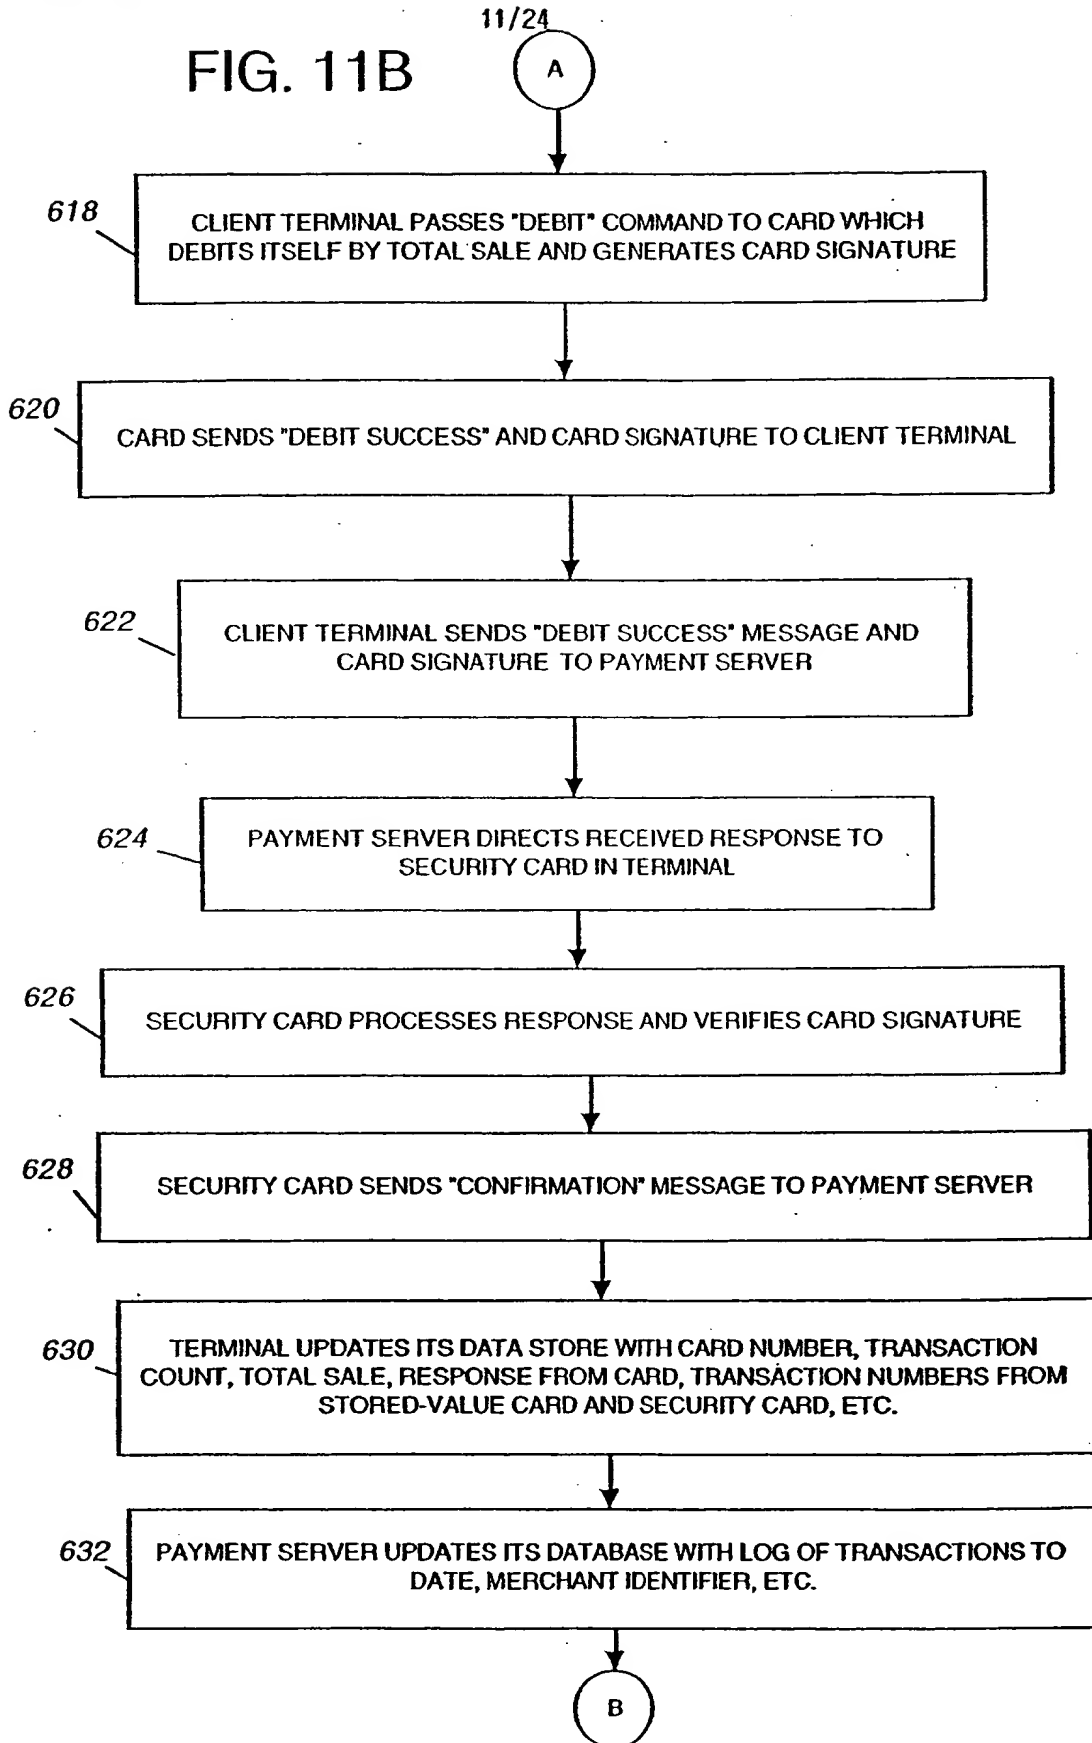 11/24
FIG. 11B
A
618
CLIENT TERMINAL PASSES "DEBIT" COMMAND TO CARD WHICH
DEBITS ITSELF BY TOTAL SALE AND GENERATES CARD SIGNATURE
620
CARD SENDS "DEBIT SUCCESS" AND CARD SIGNATURE TO CLIENT TERMINAL
622
CLIENT TERMINAL SENDS "DEBIT SUCCESS" MESSAGE AND
CARD SIGNATURE TO PAYMENT SERVER
624
PAYMENT SERVER DIRECTS RECEIVED RESPONSE TO
SECURITY CARD IN TERMINAL
626
SECURITY CARD PROCESSES RESPONSE AND VERIFIES CARD SIGNATURE
628
SECURITY CARD SENDS "CONFIRMATION" MESSAGE TO PAYMENT SERVER
630
TERMINAL UPDATES ITS DATA STORE WITH CARD NUMBER, TRANSACTION
COUNT, TOTAL SALE, RESPONSE FROM CARD, TRANSACTION NUMBERS FROM
STORED-VALUE CARD AND SECURITY CARD, ETC.
632
PAYMENT SERVER UPDATES ITS DATABASE WITH LOG OF TRANSACTIONS TO
DATE, MERCHANT IDENTIFIER, ETC.
B